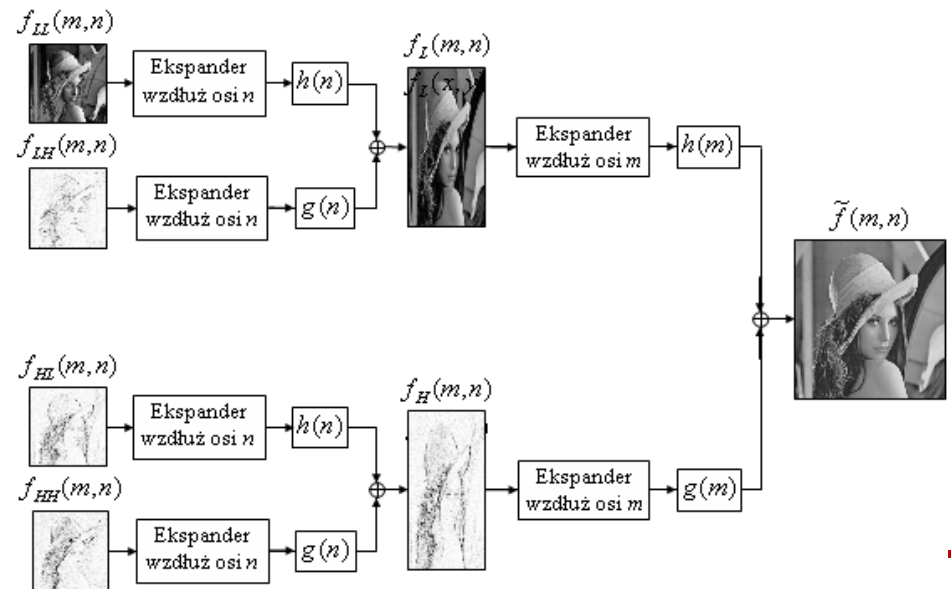 f_LL(m,n)
Ekspander
wzdłuż osi n
h(n)
f_LH(m,n)
Ekspander
wzdłuż osi n
g(n)
f_L(m,n)
f_L(x,y)
Ekspander
wzdłuż osi m
h(m)
f̃(m,n)
f_HL(m,n)
Ekspander
wzdłuż osi n
h(n)
f_HH(m,n)
Ekspander
wzdłuż osi n
g(n)
f_H(m,n)
Ekspander
wzdłuż osi m
g(m)